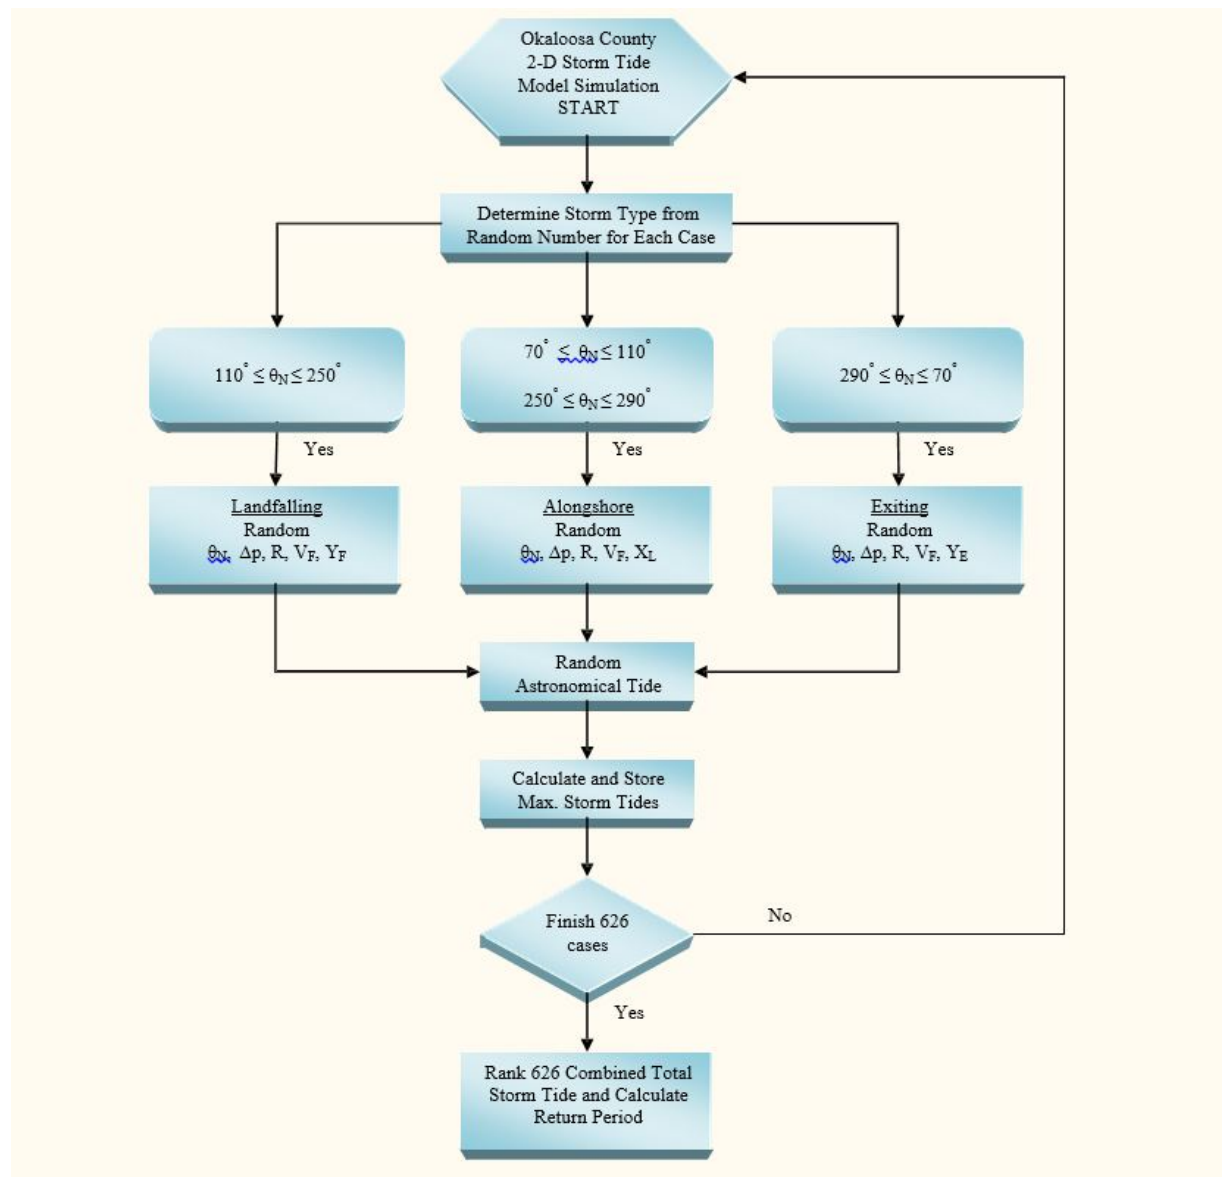 Okaloosa County
2-D Storm Tide
Model Simulation
START
Determine Storm Type from
Random Number for Each Case
110° ≤ θN ≤ 250°
70° ≤ θN ≤ 110°
250° ≤ θN ≤ 290°
290° ≤ θN ≤ 70°
Yes
Yes
Yes
Landfalling
Random
θN, Δp, R, VF, YF
Alongshore
Random
θN, Δp, R, VF, XL
Exiting
Random
θN, Δp, R, VF, YE
Random
Astronomical Tide
Calculate and Store
Max. Storm Tides
Finish 626
cases
No
Yes
Rank 626 Combined Total
Storm Tide and Calculate
Return Period